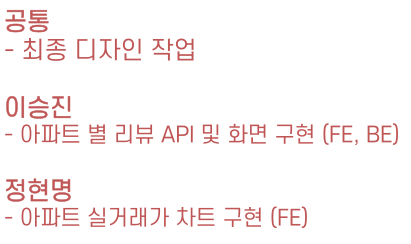 공통
- 최종 디자인 작업
이승진
- 아파트 별 리뷰 API 및 화면 구현 (FE, BE)
정현명
- 아파트 실거래가 차트 구현 (FE)